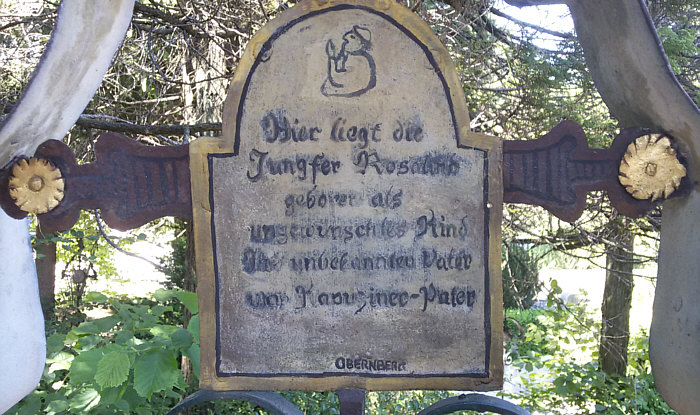 Hier liegt die
Jungfer Rosalind
geboren als
ungewünschtes Kind
Ihr unbekannter Vater
war Kapuziner-Pater
OBERNBERG